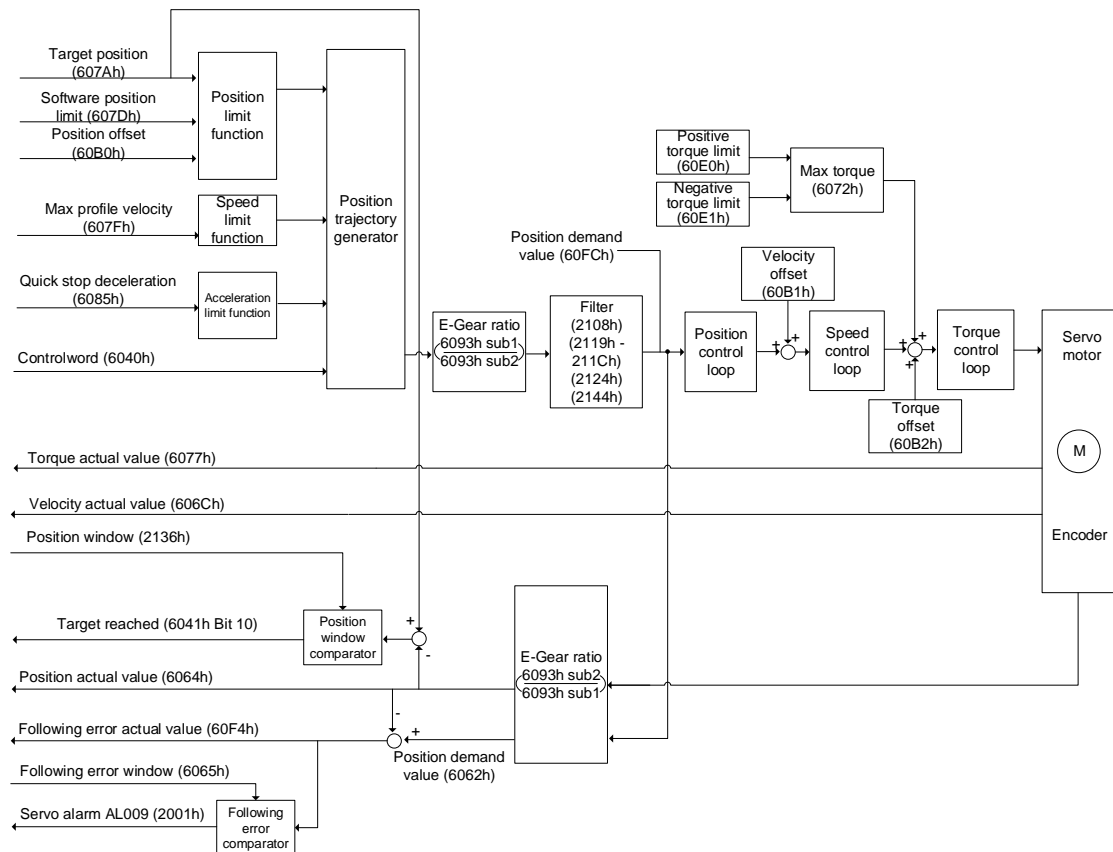 Target position
(607Ah)
Software position
limit (607Dh)
Position offset
(60B0h)
Position
limit
function
Max profile velocity
(607Fh)
Speed
limit
function
Quick stop deceleration
(6085h)
Acceleration
limit function
Controlword (6040h)
Position
trajectory
generator
E-Gear ratio
(6093h sub1
6093h sub2)
Filter
(2108h)
(2119h -
211Ch)
(2124h)
(2144h)
Position demand
value (60FCh)
Position
control
loop
Velocity
offset
(60B1h)
+
+
Speed
control
loop
Positive
torque limit
(60E0h)
Negative
torque limit
(60E1h)
Max torque
(6072h)
+
+
+
Torque
offset
(60B2h)
Torque
control
loop
Servo
motor
M
Encoder
Torque actual value (6077h)
Velocity actual value (606Ch)
Position window (2136h)
Target reached (6041h Bit 10)
Position
window
comparator
+
-
Position actual value (6064h)
E-Gear ratio
(6093h sub2
6093h sub1)
-
+
Following error actual value (60F4h)
Position demand
value (6062h)
Following error window (6065h)
Servo alarm AL009 (2001h)
Following
error
comparator